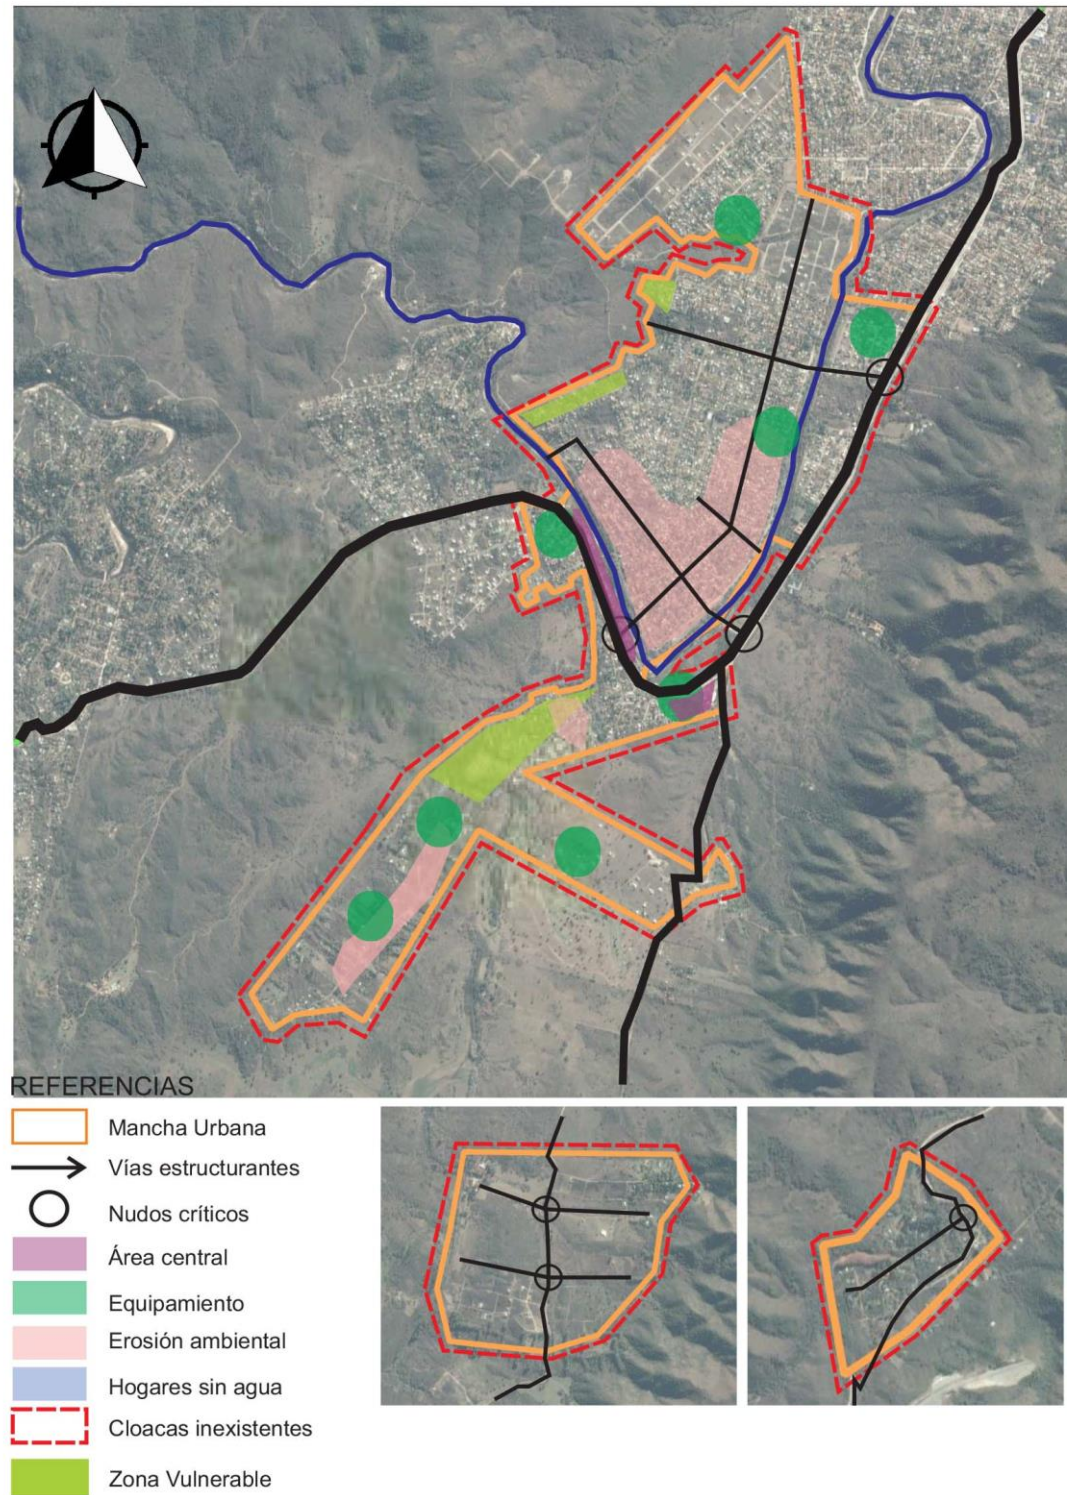 REFERENCIAS
Mancha Urbana
Vías estructurantes
Nudos críticos
Área central
Equipamiento
Erosión ambiental
Hogares sin agua
Cloacas inexistentes
Zona Vulnerable